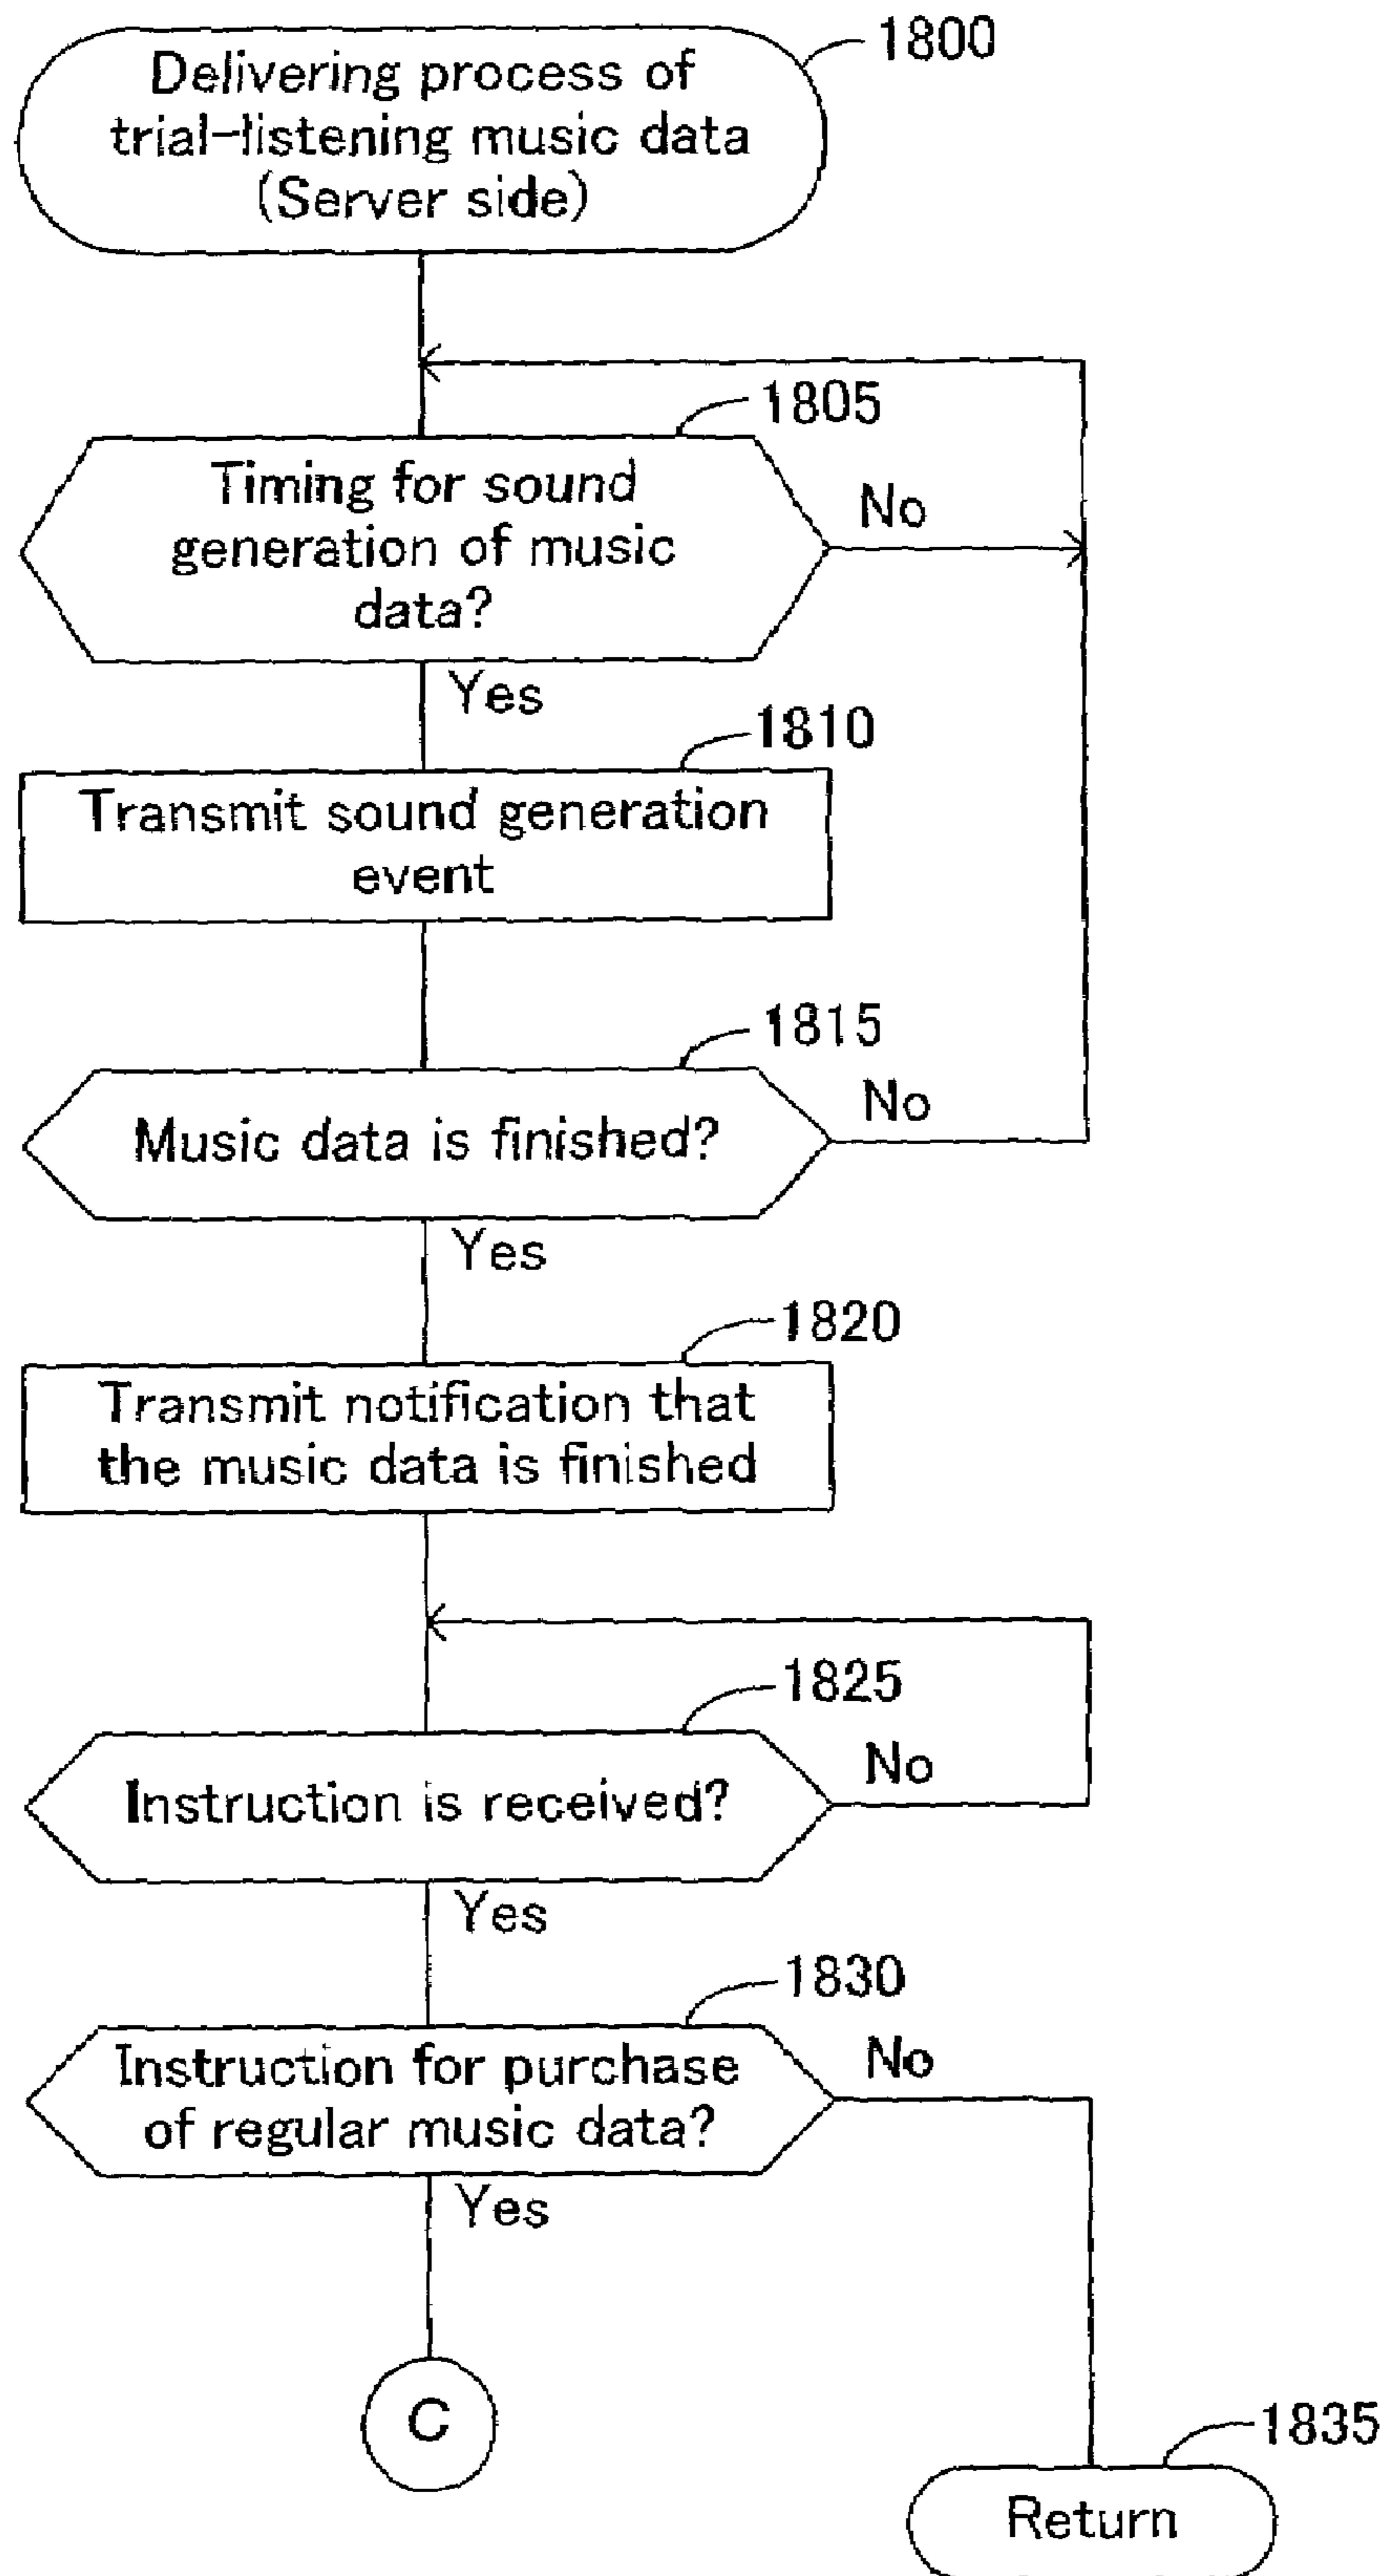 1800
Delivering process of
trial-listening music data
(Server side)
1805
Timing for sound
generation of music
data?
No
Yes
1810
Transmit sound generation
event
1815
Music data is finished?
No
Yes
1820
Transmit notification that
the music data is finished
1825
Instruction is received?
No
Yes
1830
Instruction for purchase
of regular music data?
No
Yes
C
1835
Return